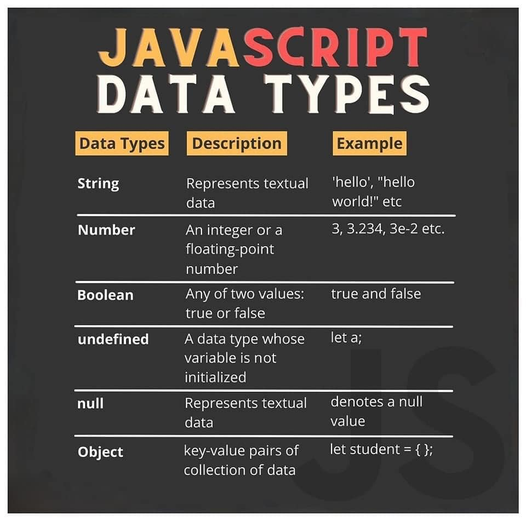 JAVASCRIPT
DATA TYPES
Data Types Description Example
String Represents textual data 'hello', "hello world!" etc
Number An integer or a floating-point number 3, 3.234, 3e-2 etc.
Boolean Any of two values: true or false true and false
undefined A data type whose variable is not initialized let a;
null Represents textual data denotes a null value
Object key-value pairs of collection of data let student = { };
JS